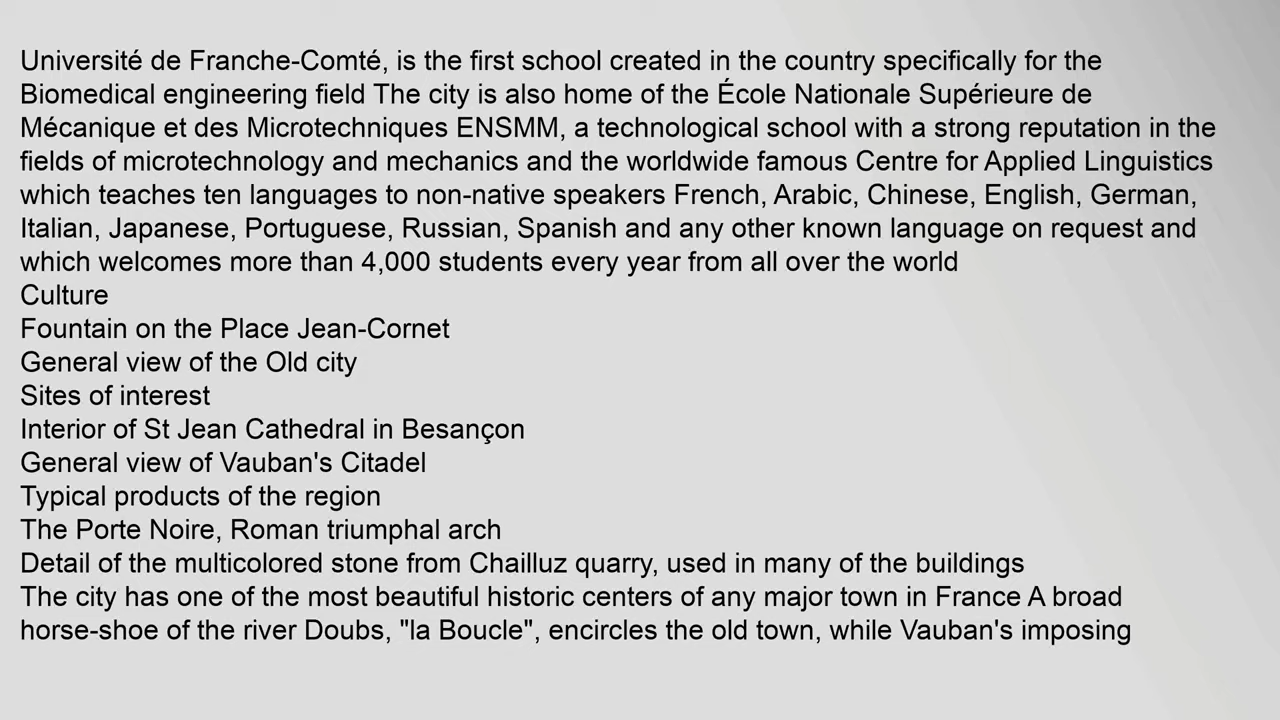 Université de Franche-Comté, is the first school created in the country specifically for the
Biomedical engineering field The city is also home of the École Nationale Supérieure de
Mécanique et des Microtechniques ENSMM, a technological school with a strong reputation in the
fields of microtechnology and mechanics and the worldwide famous Centre for Applied Linguistics
which teaches ten languages to non-native speakers French, Arabic, Chinese, English, German,
Italian, Japanese, Portuguese, Russian, Spanish and any other known language on request and
which welcomes more than 4,000 students every year from all over the world
Culture
Fountain on the Place Jean-Cornet
General view of the Old city
Sites of interest
Interior of St Jean Cathedral in Besançon
General view of Vauban's Citadel
Typical products of the region
The Porte Noire, Roman triumphal arch
Detail of the multicolored stone from Chailluz quarry, used in many of the buildings
The city has one of the most beautiful historic centers of any major town in France A broad
horse-shoe of the river Doubs, "la Boucle", encircles the old town, while Vauban's imposing